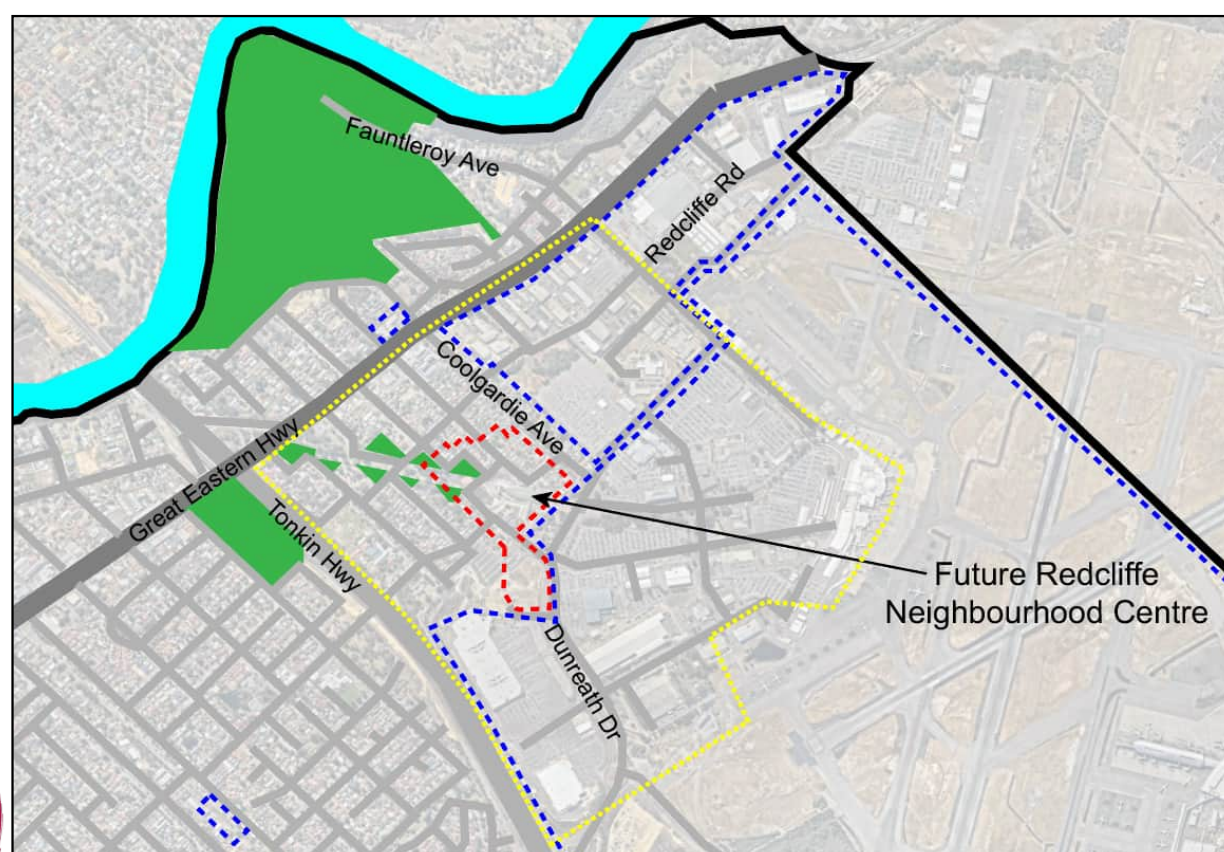 Fauntleroy Ave
Redcliffe Rd
Coolgardie Ave
Great Eastern Hwy
Tonkin Hwy
Future Redcliffe
Neighbourhood Centre
Dunreath Dr